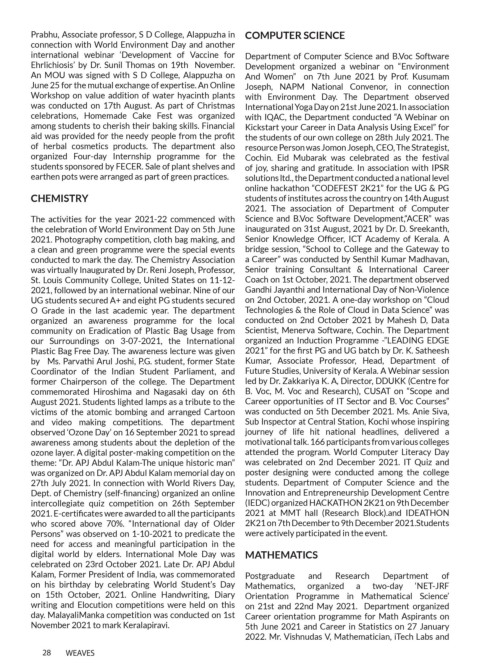 Prabhu, Associate professor, S D College, Alappuzha in
connection with World Environment Day and another
international webinar ‘Development of Vaccine for
Ehrlichiosis’ by Dr. Sunil Thomas on 19th  November.
An MOU was signed with S D College, Alappuzha on
June 25 for the mutual exchange of expertise. An Online
Workshop on value addition of water hyacinth plants
was conducted on 17th August. As part of Christmas
celebrations, Homemade Cake Fest was organized
among students to cherish their baking skills. Financial
aid was provided for the needy people from the profit
of herbal cosmetics products. The department also
organized Four-day Internship programme for the
students sponsored by FECER. Sale of plant shelves and
earthen pots were arranged as part of green practices.
CHEMISTRY
The activities for the year 2021-22 commenced with
the celebration of World Environment Day on 5th June
2021. Photography competition, cloth bag making, and
a clean and green programme were the special events
conducted to mark the day. The Chemistry Association
was virtually Inaugurated by Dr. Reni Joseph, Professor,
St. Louis Community College, United States on 11-12-
2021, followed by an international webinar. Nine of our
UG students secured A+ and eight PG students secured
O Grade in the last academic year. The department
organized an awareness programme for the local
community on Eradication of Plastic Bag Usage from
our Surroundings on 3-07-2021, the International
Plastic Bag Free Day. The awareness lecture was given
by  Ms. Parvathi Arul Joshi, P.G. student, former State
Coordinator of the Indian Student Parliament, and
former Chairperson of the college. The Department
commemorated Hiroshima and Nagasaki day on 6th
August 2021. Students lighted lamps as a tribute to the
victims of the atomic bombing and arranged Cartoon
and video making competitions. The department
observed ‘Ozone Day’ on 16 September 2021 to spread
awareness among students about the depletion of the
ozone layer. A digital poster-making competition on the
theme: “Dr. APJ Abdul Kalam-The unique historic man”
was organized on Dr. APJ Abdul Kalam memorial day on
27th July 2021. In connection with World Rivers Day,
Dept. of Chemistry (self-financing) organized an online
intercollegiate quiz competition on 26th September
2021. E-certificates were awarded to all the participants
who scored above 70%. “International day of Older
Persons” was observed on 1-10-2021 to predicate the
need for access and meaningful participation in the
digital world by elders. International Mole Day was
celebrated on 23rd October 2021. Late Dr. APJ Abdul
Kalam, Former President of India, was commemorated
on his birthday by celebrating World Student’s Day
on 15th October, 2021. Online Handwriting, Diary
writing and Elocution competitions were held on this
day. MalayaliManka competition was conducted on 1st
November 2021 to mark Keralapiravi.
COMPUTER SCIENCE
Department of Computer Science and B.Voc Software
Development organized a webinar on “Environment
And Women”  on 7th June 2021 by Prof. Kusumam
Joseph, NAPM National Convenor, in connection
with Environment Day. The Department observed
International Yoga Day on 21st June 2021. In association
with IQAC, the Department conducted “A Webinar on
Kickstart your Career in Data Analysis Using Excel” for
the students of our own college on 28th July 2021. The
resource Person was Jomon Joseph, CEO, The Strategist,
Cochin. Eid Mubarak was celebrated as the festival
of joy, sharing and gratitude. In association with IPSR
solutions ltd., the Department conducted a national level
online hackathon “CODEFEST 2K21” for the UG & PG
students of institutes across the country on 14th August
2021. The association of Department of Computer
Science and B.Voc Software Development,“ACER” was
inaugurated on 31st August, 2021 by Dr. D. Sreekanth,
Senior Knowledge Officer, ICT Academy of Kerala. A
bridge session, “School to College and the Gateway to
a Career” was conducted by Senthil Kumar Madhavan,
Senior training Consultant & International Career
Coach on 1st October, 2021. The department observed
Gandhi Jayanthi and International Day of Non-Violence
on 2nd October, 2021. A one-day workshop on “Cloud
Technologies & the Role of Cloud in Data Science” was
conducted on 2nd October 2021 by Mahesh D, Data
Scientist, Menerva Software, Cochin. The Department
organized an Induction Programme -“LEADING EDGE
2021” for the first PG and UG batch by Dr. K. Satheesh
Kumar, Associate Professor, Head, Department of
Future Studies, University of Kerala. A Webinar session
led by Dr. Zakkariya K. A, Director, DDUKK (Centre for
B. Voc, M. Voc and Research), CUSAT on “Scope and
Career opportunities of IT Sector and B. Voc Courses”
was conducted on 5th December 2021. Ms. Anie Siva,
Sub Inspector at Central Station, Kochi whose inspiring
journey of life hit national headlines, delivered a
motivational talk. 166 participants from various colleges
attended the program. World Computer Literacy Day
was celebrated on 2nd December 2021. IT Quiz and
poster designing were conducted among the college
students. Department of Computer Science and the
Innovation and Entrepreneurship Development Centre
(IEDC) organized HACKATHON 2K21 on 9th December
2021 at MMT hall (Research Block).and IDEATHON
2K21 on 7th December to 9th December 2021.Students
were actively participated in the event.
MATHEMATICS
Postgraduate and Research Department of
Mathematics, organized a two-day ‘NET-JRF
Orientation Programme in Mathematical Science’
on 21st and 22nd May 2021.  Department organized
Career orientation programme for Math Aspirants on
5th June 2021 and Career in Statistics on 27 January
2022. Mr. Vishnudas V, Mathematician, iTech Labs and
28 WEAVES